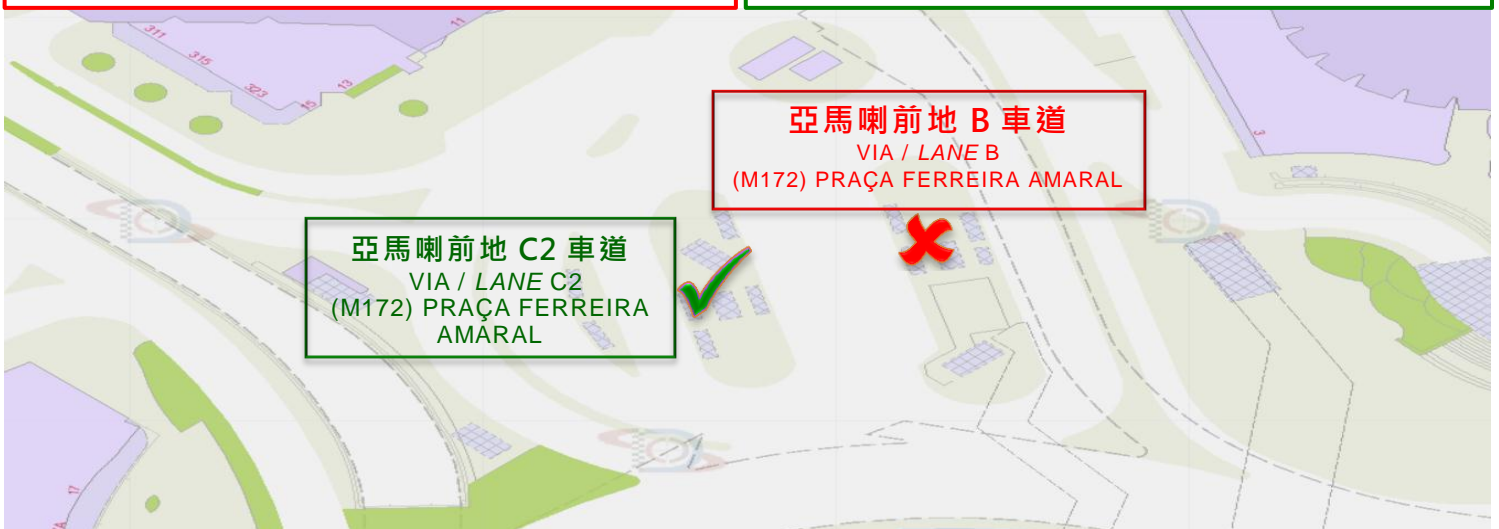 311
315
323
15
13
11
3
亞馬喇前地 B 車道
VIA / LANE B
(M172) PRAÇA FERREIRA AMARAL
亞馬喇前地 C2 車道
VIA / LANE C2
(M172) PRAÇA FERREIRA
AMARAL
17